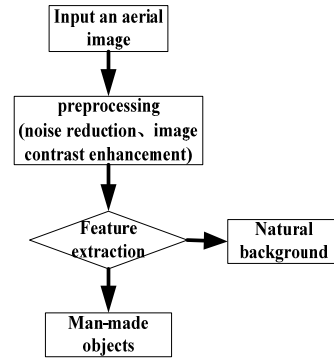 Input an aerial
image
preprocessing
(noise reduction、image
contrast enhancement)
Feature
extraction
Natural
background
Man-made
objects